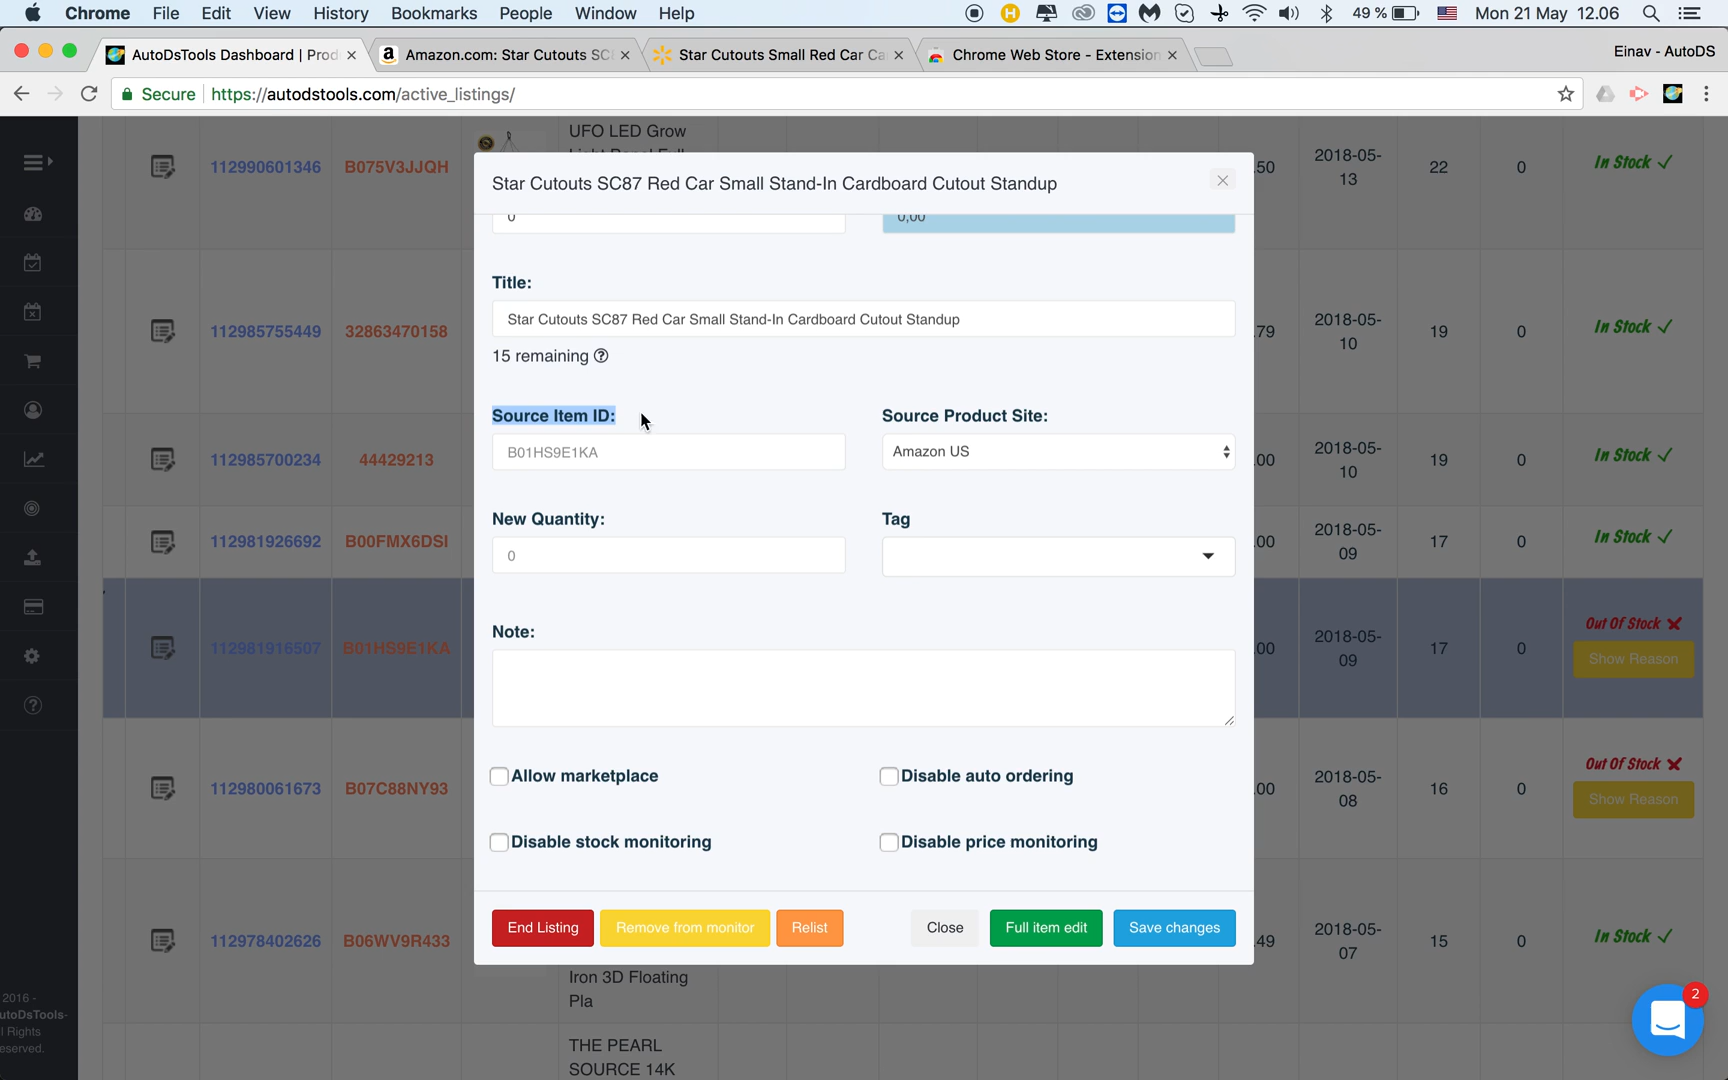 Chrome File Edit View History Bookmarks People Window Help 49 % Mon 21 May 12.06
AutoDsTools Dashboard | Prod Amazon.com: Star Cutouts SC Star Cutouts Small Red Car Ca Chrome Web Store - Extension Einav - AutoDS
Secure https://autodstools.com/active_listings/
UFO LED Grow
112990601346 B075V3JJQH .50 2018-05-13 22 0 In Stock
Star Cutouts SC87 Red Car Small Stand-In Cardboard Cutout Standup
0 0,00
Title:
Star Cutouts SC87 Red Car Small Stand-In Cardboard Cutout Standup
15 remaining
112985755449 32863470158 .79 2018-05-10 19 0 In Stock
Source Item ID: Source Product Site:
B01HS9E1KA Amazon US
112985700234 44429213 .00 2018-05-10 19 0 In Stock
New Quantity: Tag
0
112981926692 B00FMX6DSI .00 2018-05-09 17 0 In Stock
Note:
112981916507 B01HS9E1KA .00 2018-05-09 17 0 Out Of Stock
Show Reason
Allow marketplace Disable auto ordering
112980061673 B07C88NY93 .00 2018-05-08 16 0 Out Of Stock
Show Reason
Disable stock monitoring Disable price monitoring
End Listing Remove from monitor Relist Close Full item edit Save changes
112978402626 B06WV9R433 .49 2018-05-07 15 0 In Stock
Iron 3D Floating
Pla
2016 -
utoDsTools-
l Rights
eserved.
2
THE PEARL
SOURCE 14K